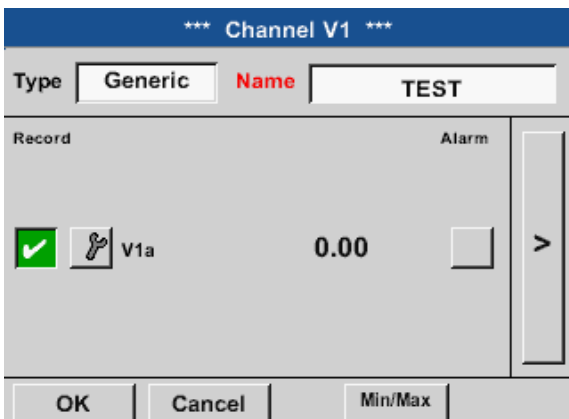 *** Channel V1 ***
Type Generic Name TEST
Record Alarm
V1a 0.00 >
OK Cancel Min/Max